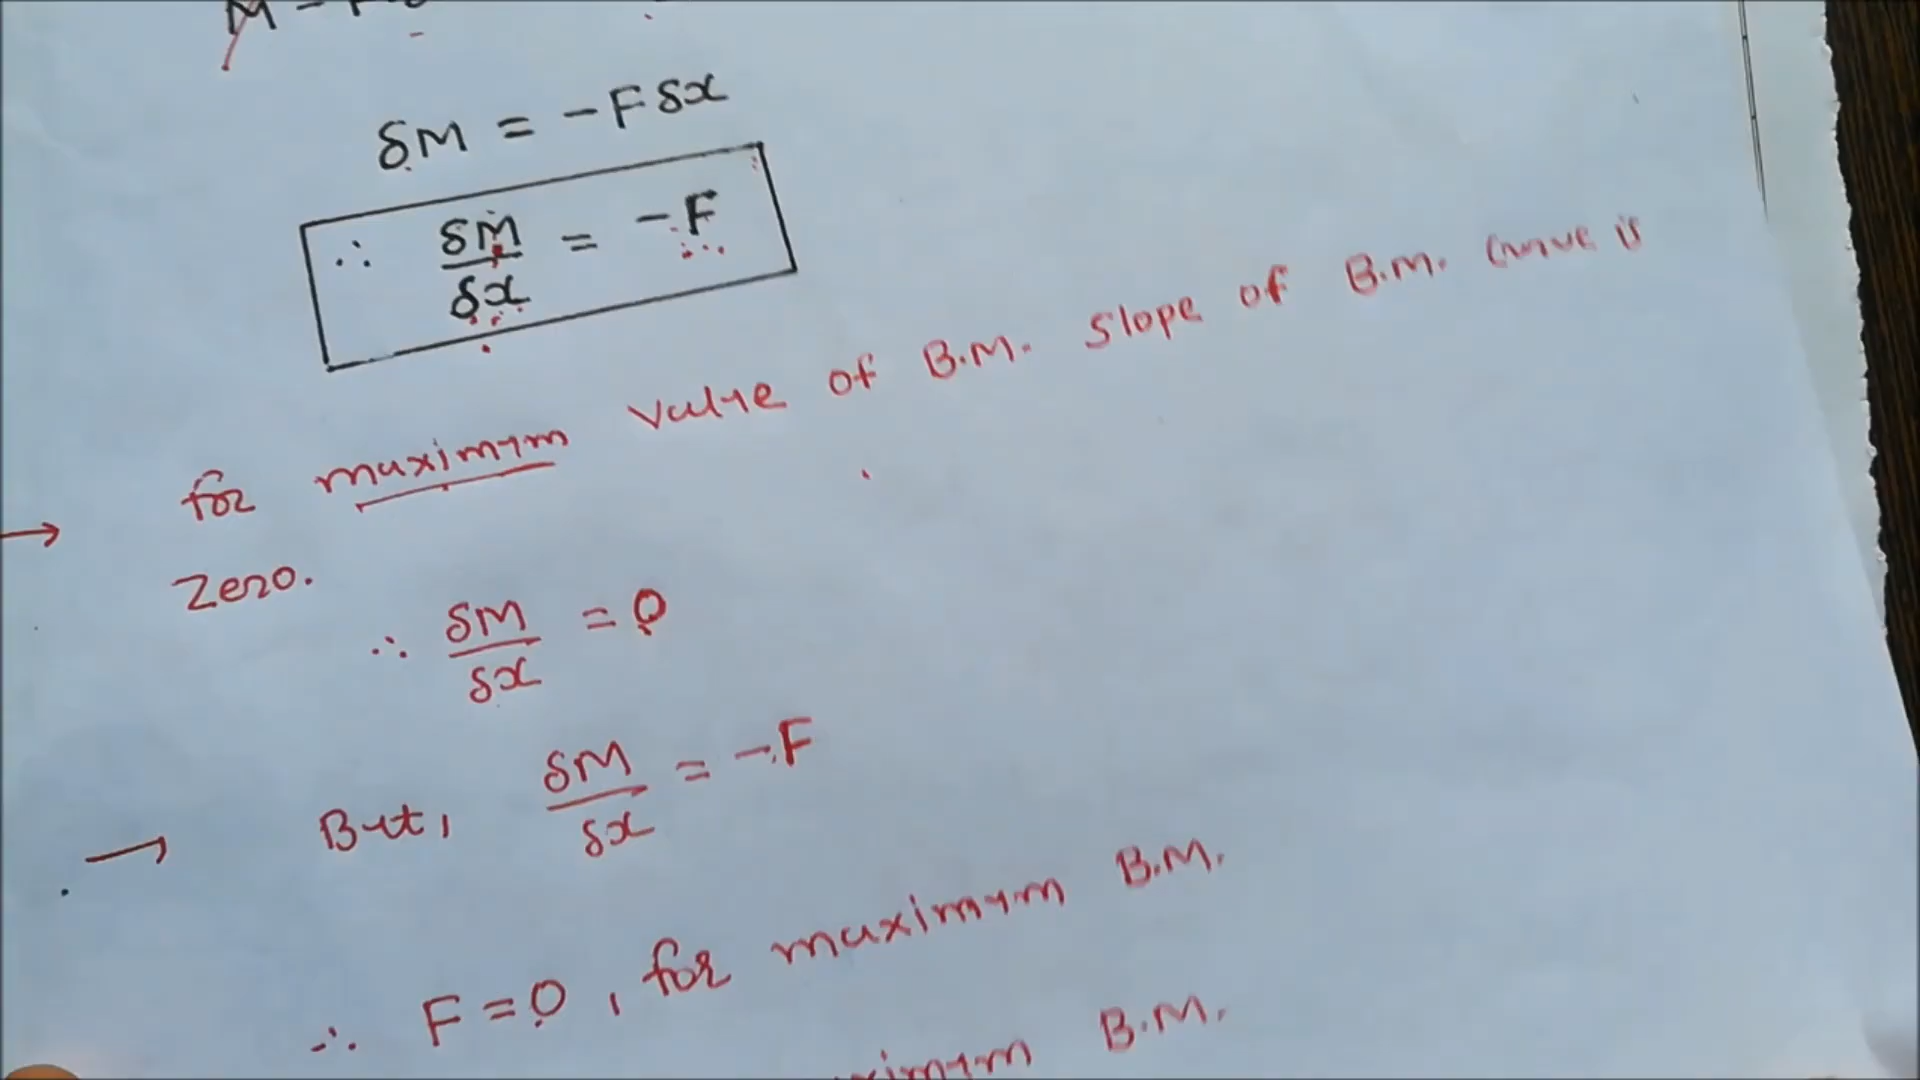 δM = -F δx
∴ δM/δx = -F
for maximum value of B.M. slope of B.M. curve is
zero.
∴ δM/δx = 0
But, δM/δx = -F
∴ F = 0, for maximum B.M.
B.M.